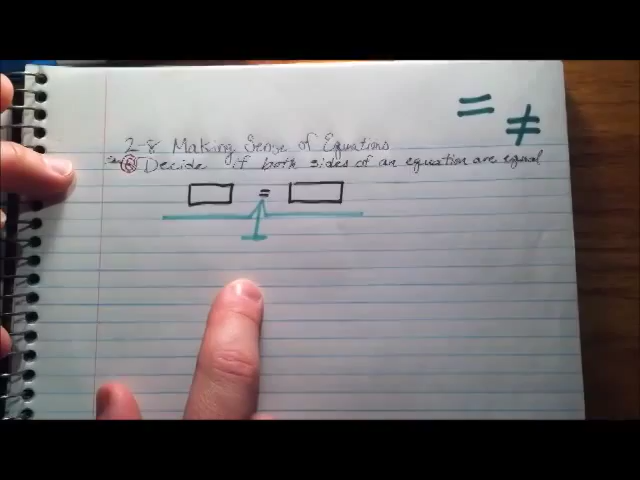 = ≠
2-8 Making Sense of Equations
Decide if both sides of an equation are equal
=